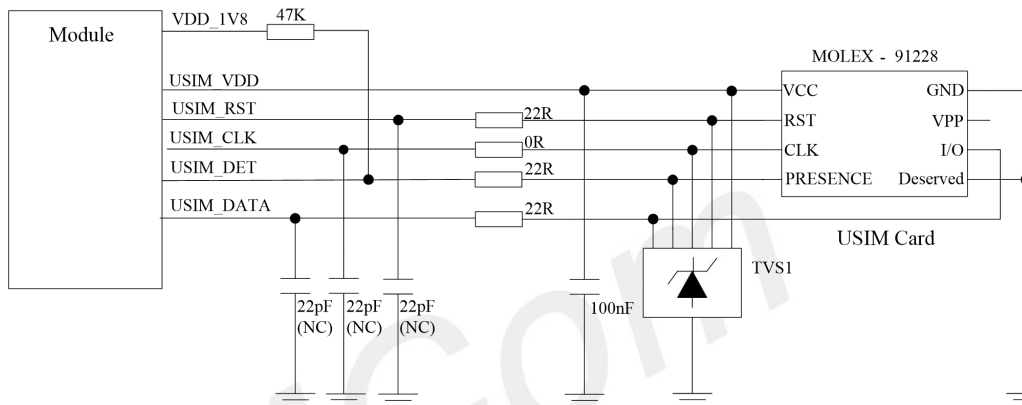 Module
VDD_1V8
47K
MOLEX - 91228
USIM_VDD
VCC
GND
USIM_RST
22R
RST
VPP
USIM_CLK
0R
CLK
I/O
USIM_DET
22R
PRESENCE
Deserved
USIM_DATA
22R
USIM Card
TVS1
22pF
(NC)
22pF
(NC)
22pF
(NC)
100nF
Com